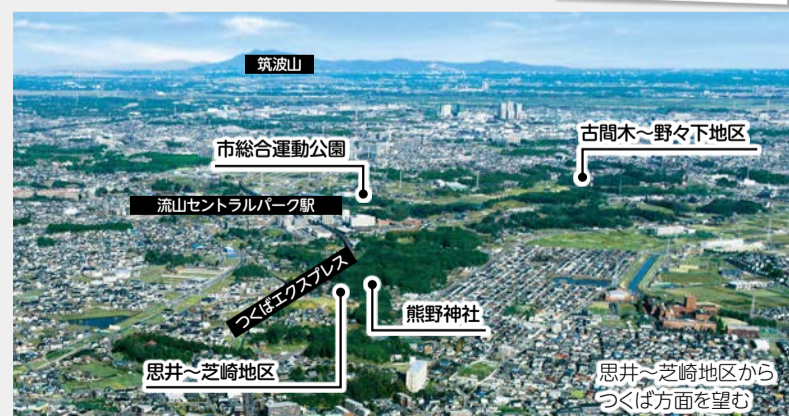 筑波山
古間木～野々下地区
市総合運動公園
流山セントラルパーク駅
つくばエクスプレス
熊野神社
思井～芝崎地区
思井～芝崎地区から
つくば方面を望む